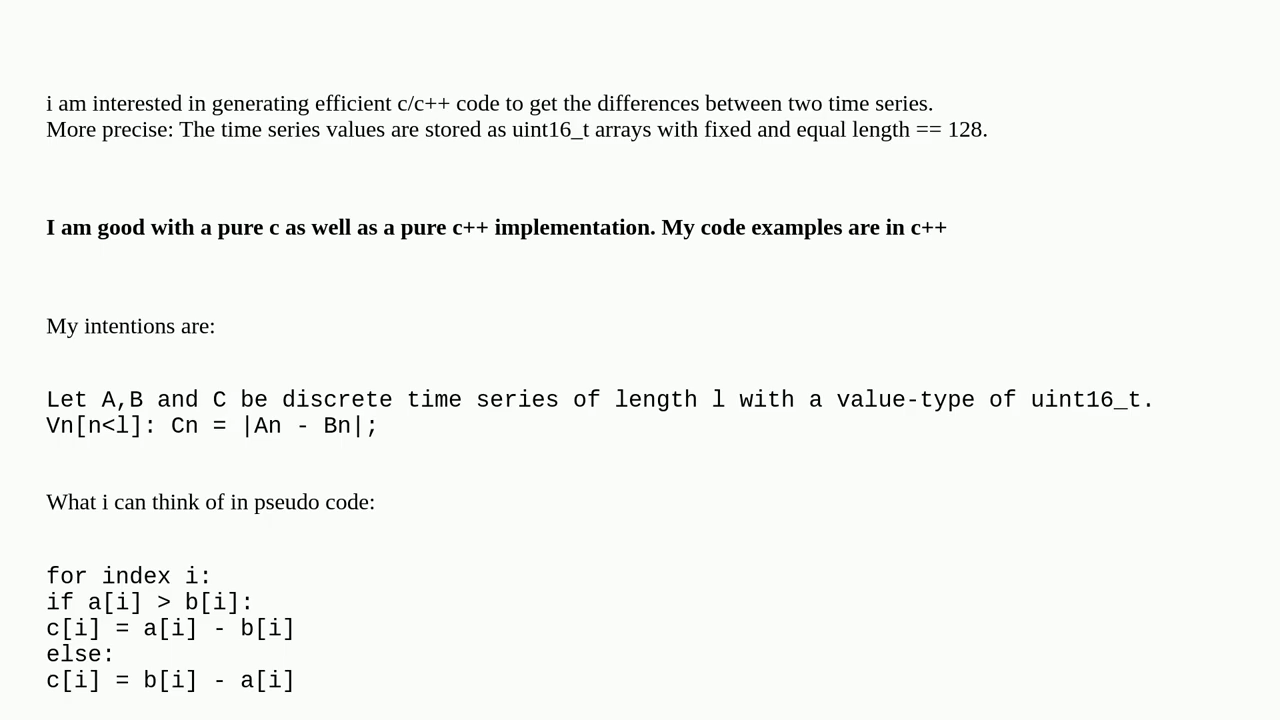 i am interested in generating efficient c/c++ code to get the differences between two time series.
More precise: The time series values are stored as uint16_t arrays with fixed and equal length == 128.
I am good with a pure c as well as a pure c++ implementation. My code examples are in c++
My intentions are:
Let A,B and C be discrete time series of length l with a value-type of uint16_t.
Vn[n<l]: Cn = |An - Bn|;
What i can think of in pseudo code:
for index i:
if a[i] > b[i]:
c[i] = a[i] - b[i]
else:
c[i] = b[i] - a[i]